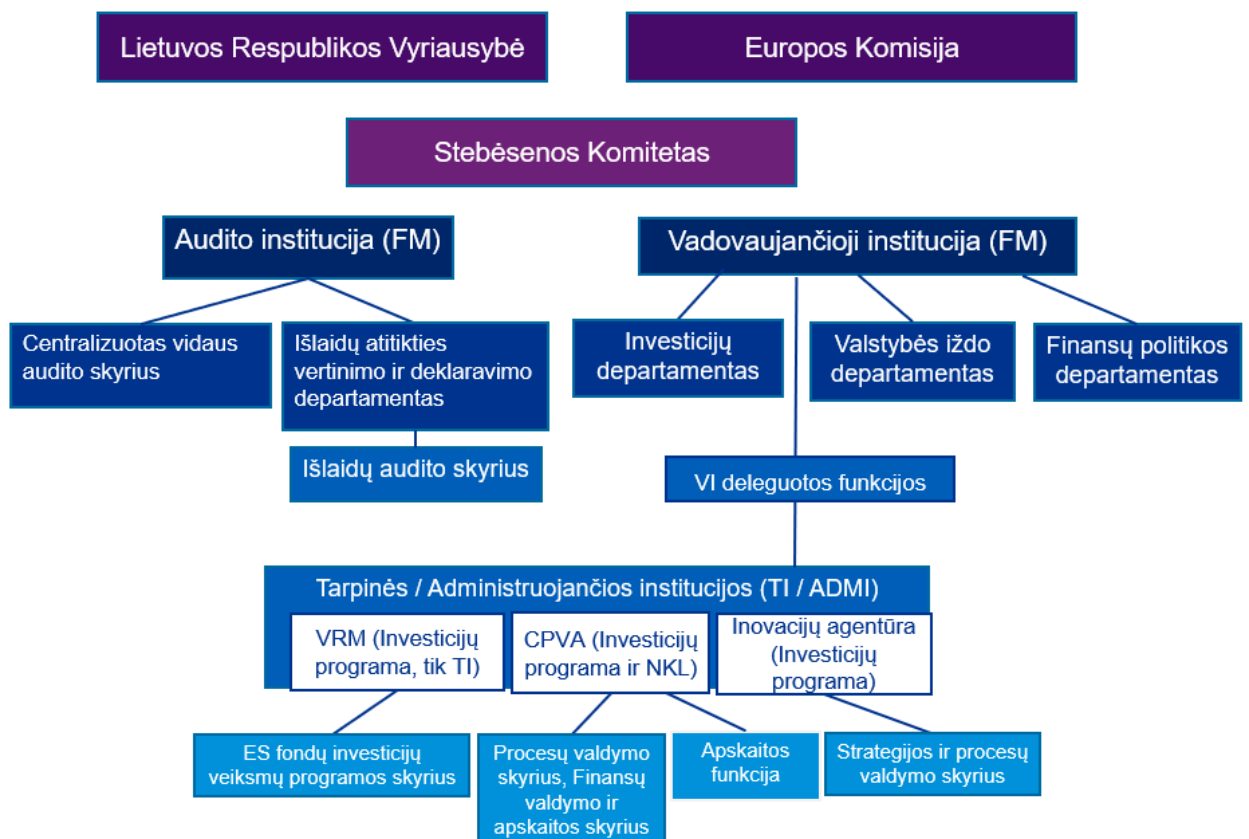 Lietuvos Respublikos Vyriausybė
Europos Komisija
Stebėsenos Komitetas
Audito institucija (FM)
Vadovaujančioji institucija (FM)
Centralizuotas vidaus
audito skyrius
Išlaidų atitikties
vertinimo ir deklaravimo
departamentas
Investicijų
departamentas
Valstybės iždo
departamentas
Finansų politikos
departamentas
Išlaidų audito skyrius
VI deleguotos funkcijos
Tarpinės / Administruojančios institucijos (TI / ADMI)
VRM (Investicijų
programa, tik TI)
CPVA (Investicijų
programa ir NKL)
Inovacijų agentūra
(Investicijų
programa)
ES fondų investicijų
veiksmų programos skyrius
Procesų valdymo
skyrius, Finansų
valdymo ir
apskaitos skyrius
Apskaitos
funkcija
Strategijos ir procesų
valdymo skyrius